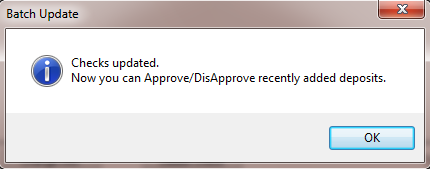 Batch Update
Checks updated.
Now you can Approve/DisApprove recently added deposits.
OK